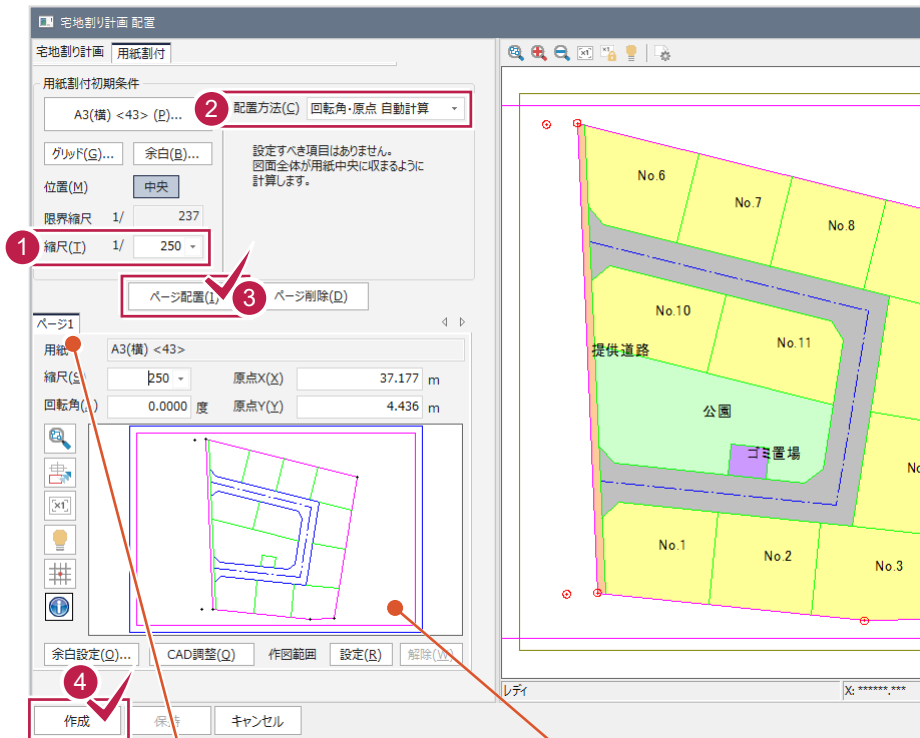 宅地割り計画 配置
宅地割り計画 用紙割付
用紙割付初期条件
A3(横) <43> (P)...
2 配置方法(C) 回転角・原点 自動計算
グリッド(G)... 余白(B)...
設定すべき項目はありません。
図面全体が用紙中央に収まるように
計算します。
位置(M) 中央
限界縮尺 1/ 237
1 縮尺(T) 1/ 250
ページ配置(I) 3 ページ削除(D)
ページ1
用紙 A3(横) <43>
縮尺(S) 250 原点X(X) 37.177 m
回転角( ) 0.0000 度 原点Y(Y) 4.436 m
余白設定(O)... CAD調整(Q) 作図範囲 設定(R) 解除(W)
4
作成 保持 キャンセル
No.6
No.7
No.8
No.10
No.11
提供道路
公園
ゴミ置場
No
No.1
No.2
No.3
レディ X: ******.***